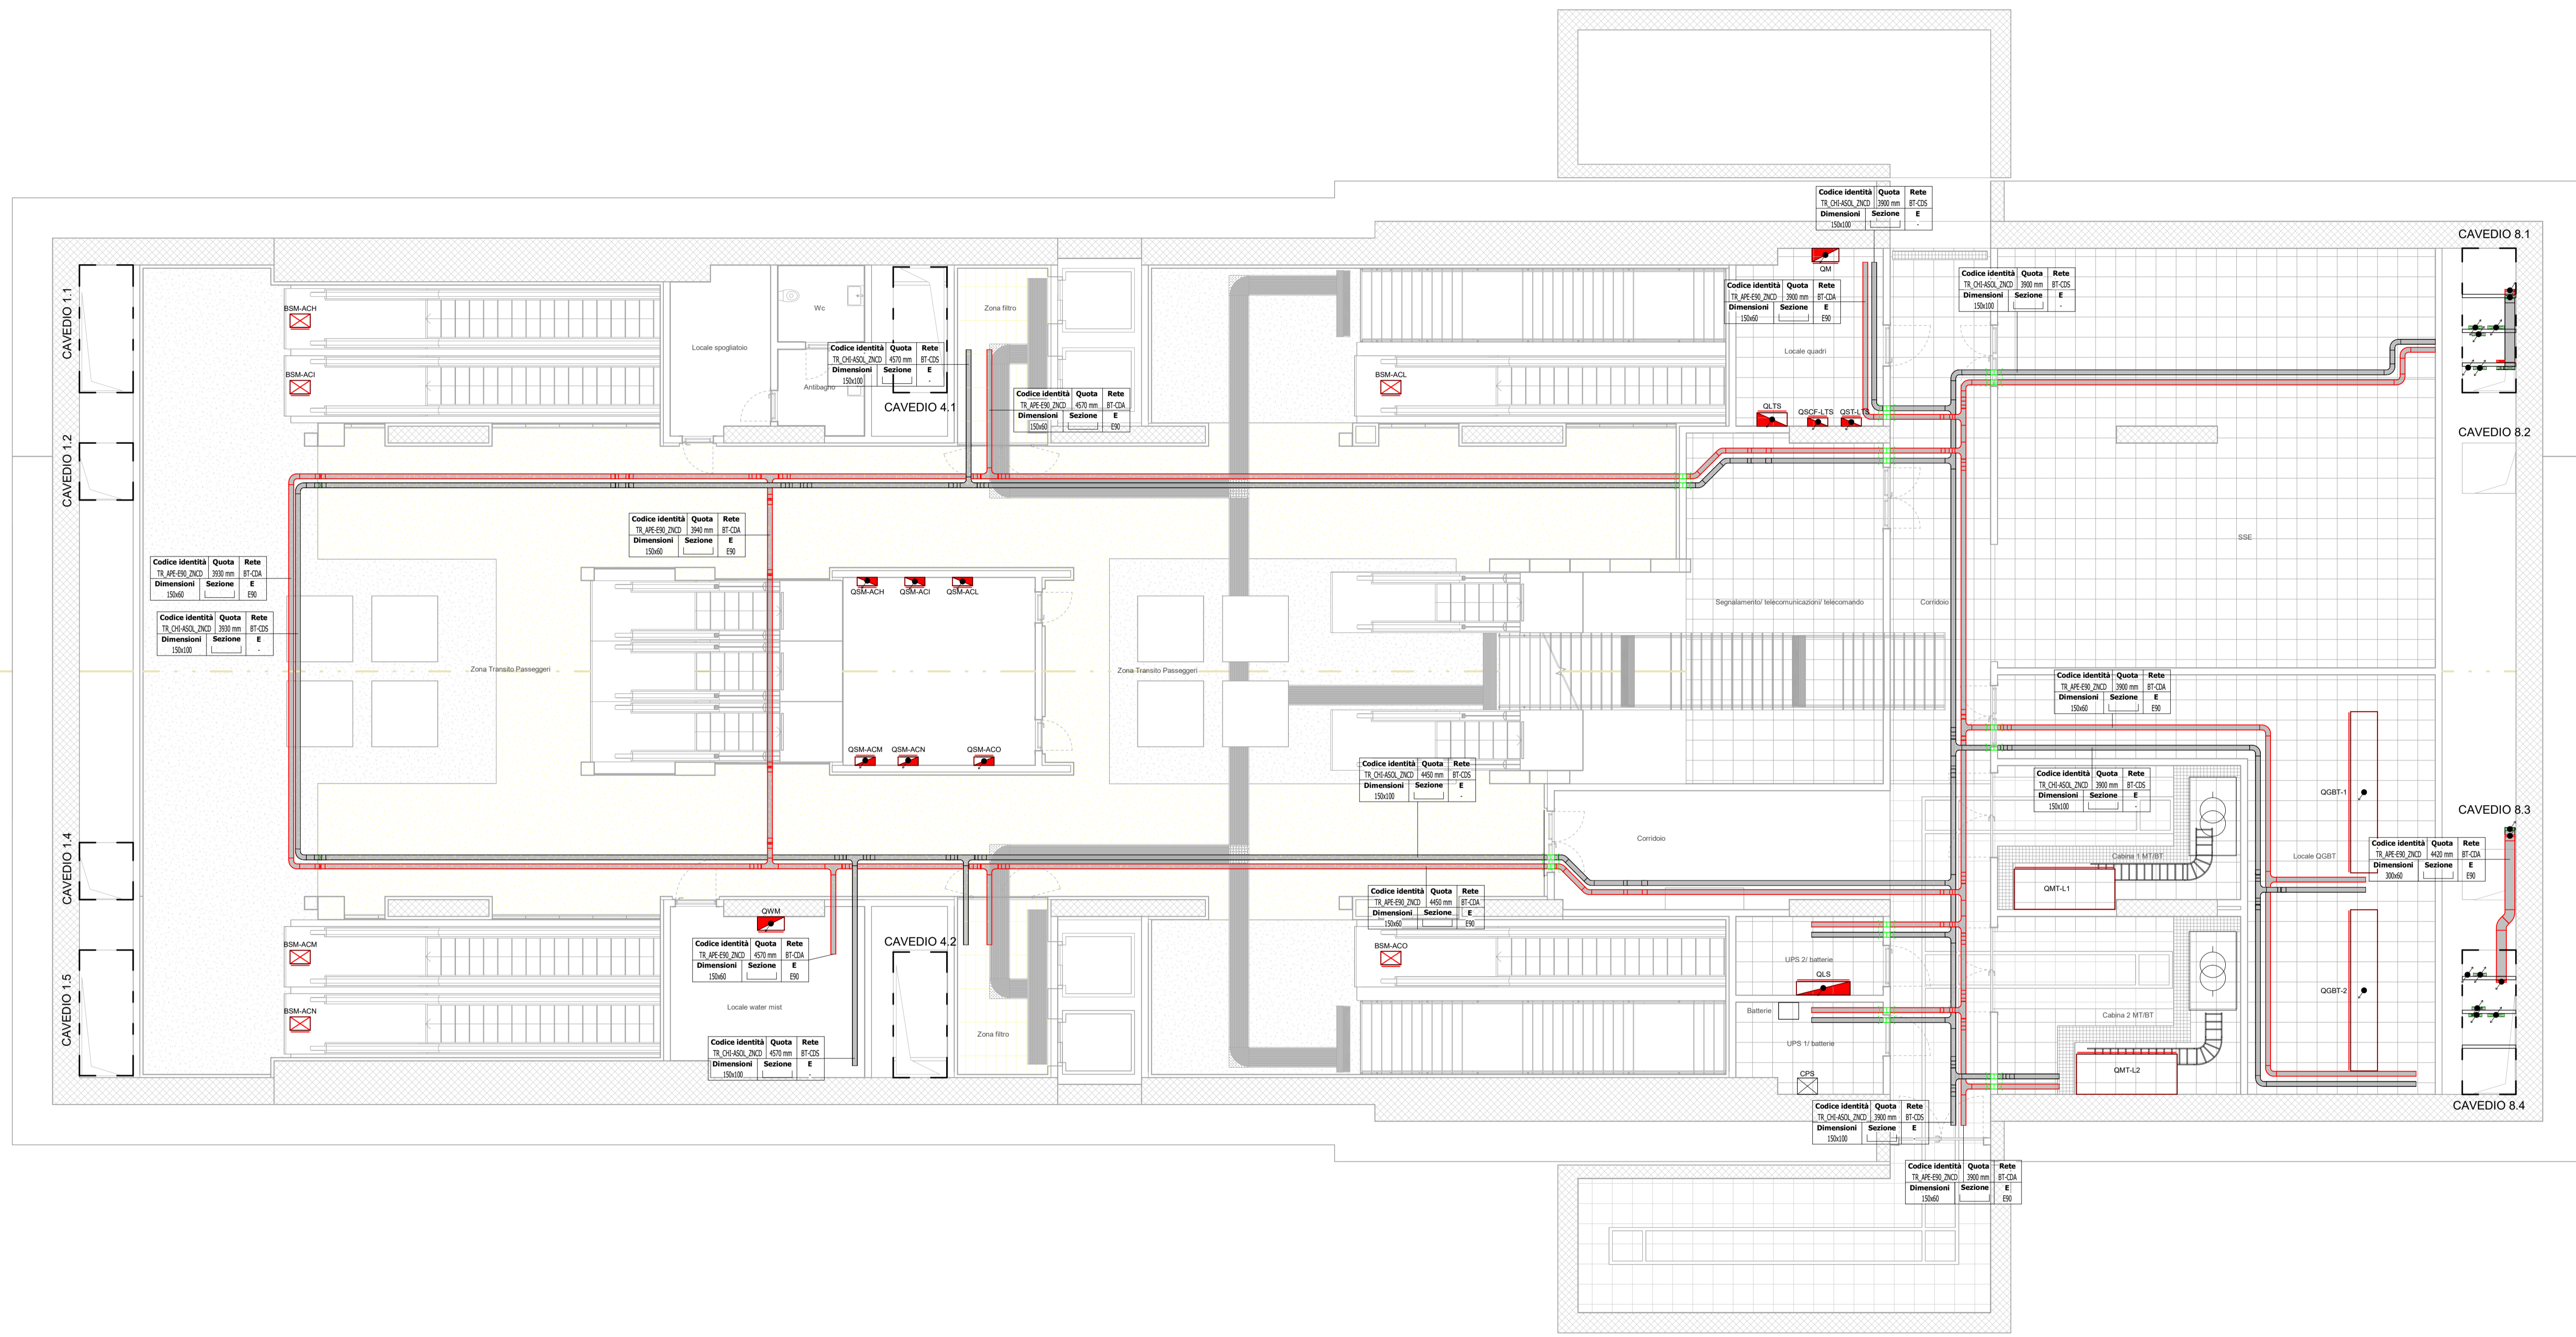 Codice identità Quota Rete
TR_CHI-ASOL_ZNCD 3900 mm BT-CDS
Dimensioni Sezione E
150x100 -
CAVEDIO 8.1
QM
Codice identità Quota Rete
TR_CHI-ASOL_ZNCD 3900 mm BT-CDS
Dimensioni Sezione E
150x100 -
Codice identità Quota Rete
TR_APE-E90_ZNCD 3900 mm BT-CDA
Dimensioni Sezione E
150x60 E90
CAVEDIO 1.1
BSM-ACH
Wc
Zona filtro
Locale spogliatoio
Locale quadri
Codice identità Quota Rete
TR_CHI-ASOL_ZNCD 4570 mm BT-CDS
Dimensioni Sezione E
150x100 -
Antibagno
BSM-ACI
BSM-ACL
CAVEDIO 4.1
Codice identità Quota Rete
TR_APE-E90_ZNCD 4570 mm BT-CDA
Dimensioni Sezione E
150x60 E90
QLTS
QSCF-LTS
QST-LTS
CAVEDIO 8.2
CAVEDIO 1.2
Codice identità Quota Rete
TR_APE-E90_ZNCD 3940 mm BT-CDA
Dimensioni Sezione E
150x60 E90
SSE
Codice identità Quota Rete
TR_APE-E90_ZNCD 3930 mm BT-CDA
Dimensioni Sezione E
150x60 E90
QSM-ACH
QSM-ACI
QSM-ACL
Segnalamento/ telecomunicazioni/ telecomando
Corridoio
Codice identità Quota Rete
TR_CHI-ASOL_ZNCD 3930 mm BT-CDS
Dimensioni Sezione E
150x100 -
Zona Transito Passeggeri
Zona Transito Passeggeri
Codice identità Quota Rete
TR_APE-E90_ZNCD 3900 mm BT-CDA
Dimensioni Sezione E
150x60 E90
QSM-ACM
QSM-ACN
QSM-ACO
Codice identità Quota Rete
TR_CHI-ASOL_ZNCD 4450 mm BT-CDS
Dimensioni Sezione E
150x100 -
Codice identità Quota Rete
TR_CHI-ASOL_ZNCD 3900 mm BT-CDS
Dimensioni Sezione E
150x100 -
QGBT-1
CAVEDIO 8.3
Corridoio
Codice identità Quota Rete
TR_APE-E90_ZNCD 4420 mm BT-CDA
Dimensioni Sezione E
300x60 E90
Cabina 1 MT/BT
Locale QGBT
CAVEDIO 1.4
QMT-L1
Codice identità Quota Rete
TR_APE-E90_ZNCD 4450 mm BT-CDA
Dimensioni Sezione E
150x60 E90
QWM
CAVEDIO 4.2
BSM-ACM
BSM-ACO
Codice identità Quota Rete
TR_APE-E90_ZNCD 4570 mm BT-CDA
Dimensioni Sezione E
150x60 E90
UPS 2/ batterie
QLS
QGBT-2
CAVEDIO 1.5
BSM-ACN
Locale water mist
Batterie
Cabina 2 MT/BT
Zona filtro
UPS 1/ batterie
Codice identità Quota Rete
TR_CHI-ASOL_ZNCD 4570 mm BT-CDS
Dimensioni Sezione E
150x100 -
CPS
QMT-L2
CAVEDIO 8.4
Codice identità Quota Rete
TR_CHI-ASOL_ZNCD 3900 mm BT-CDS
Dimensioni Sezione E
150x100
Codice identità Quota Rete
TR_APE-E90_ZNCD 3900 mm BT-CDA
Dimensioni Sezione E
150x60 E90